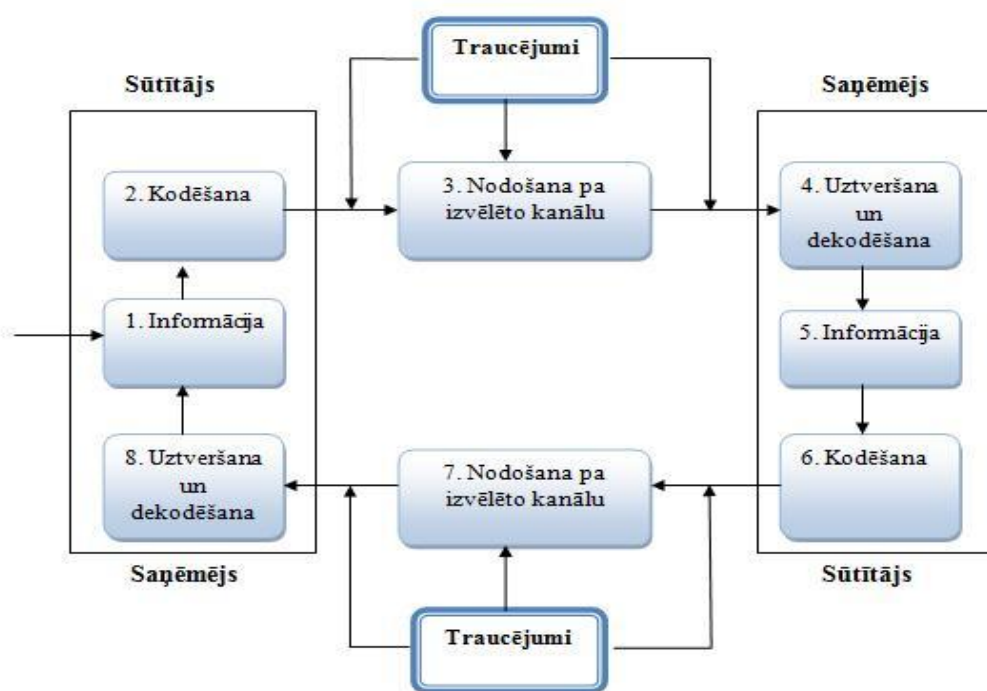 Traucējumi
Sūtītājs
Saņēmējs
2. Kodēšana
3. Nodošana pa
izvēlēto kanālu
4. Uztveršana
un
dekodēšana
1. Informācija
5. Informācija
8. Uztveršana
un
dekodēšana
7. Nodošana pa
izvēlēto kanālu
6. Kodēšana
Saņēmējs
Sūtītājs
Traucējumi